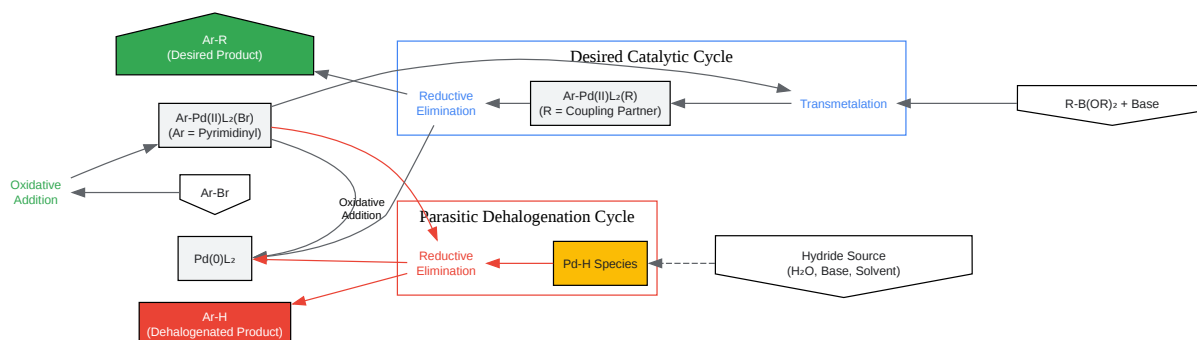 Ar-R
(Desired Product)
Desired Catalytic Cycle
Reductive
Elimination
Ar-Pd(II)L₂(R)
(R = Coupling Partner)
Transmetalation
R-B(OR)₂ + Base
Ar-Pd(II)L₂(Br)
(Ar = Pyrimidinyl)
Oxidative
Addition
Ar-Br
Oxidative
Addition
Parasitic Dehalogenation Cycle
Pd(0)L₂
Reductive
Elimination
Pd-H Species
Hydride Source
(H₂O, Base, Solvent)
Ar-H
(Dehalogenated Product)